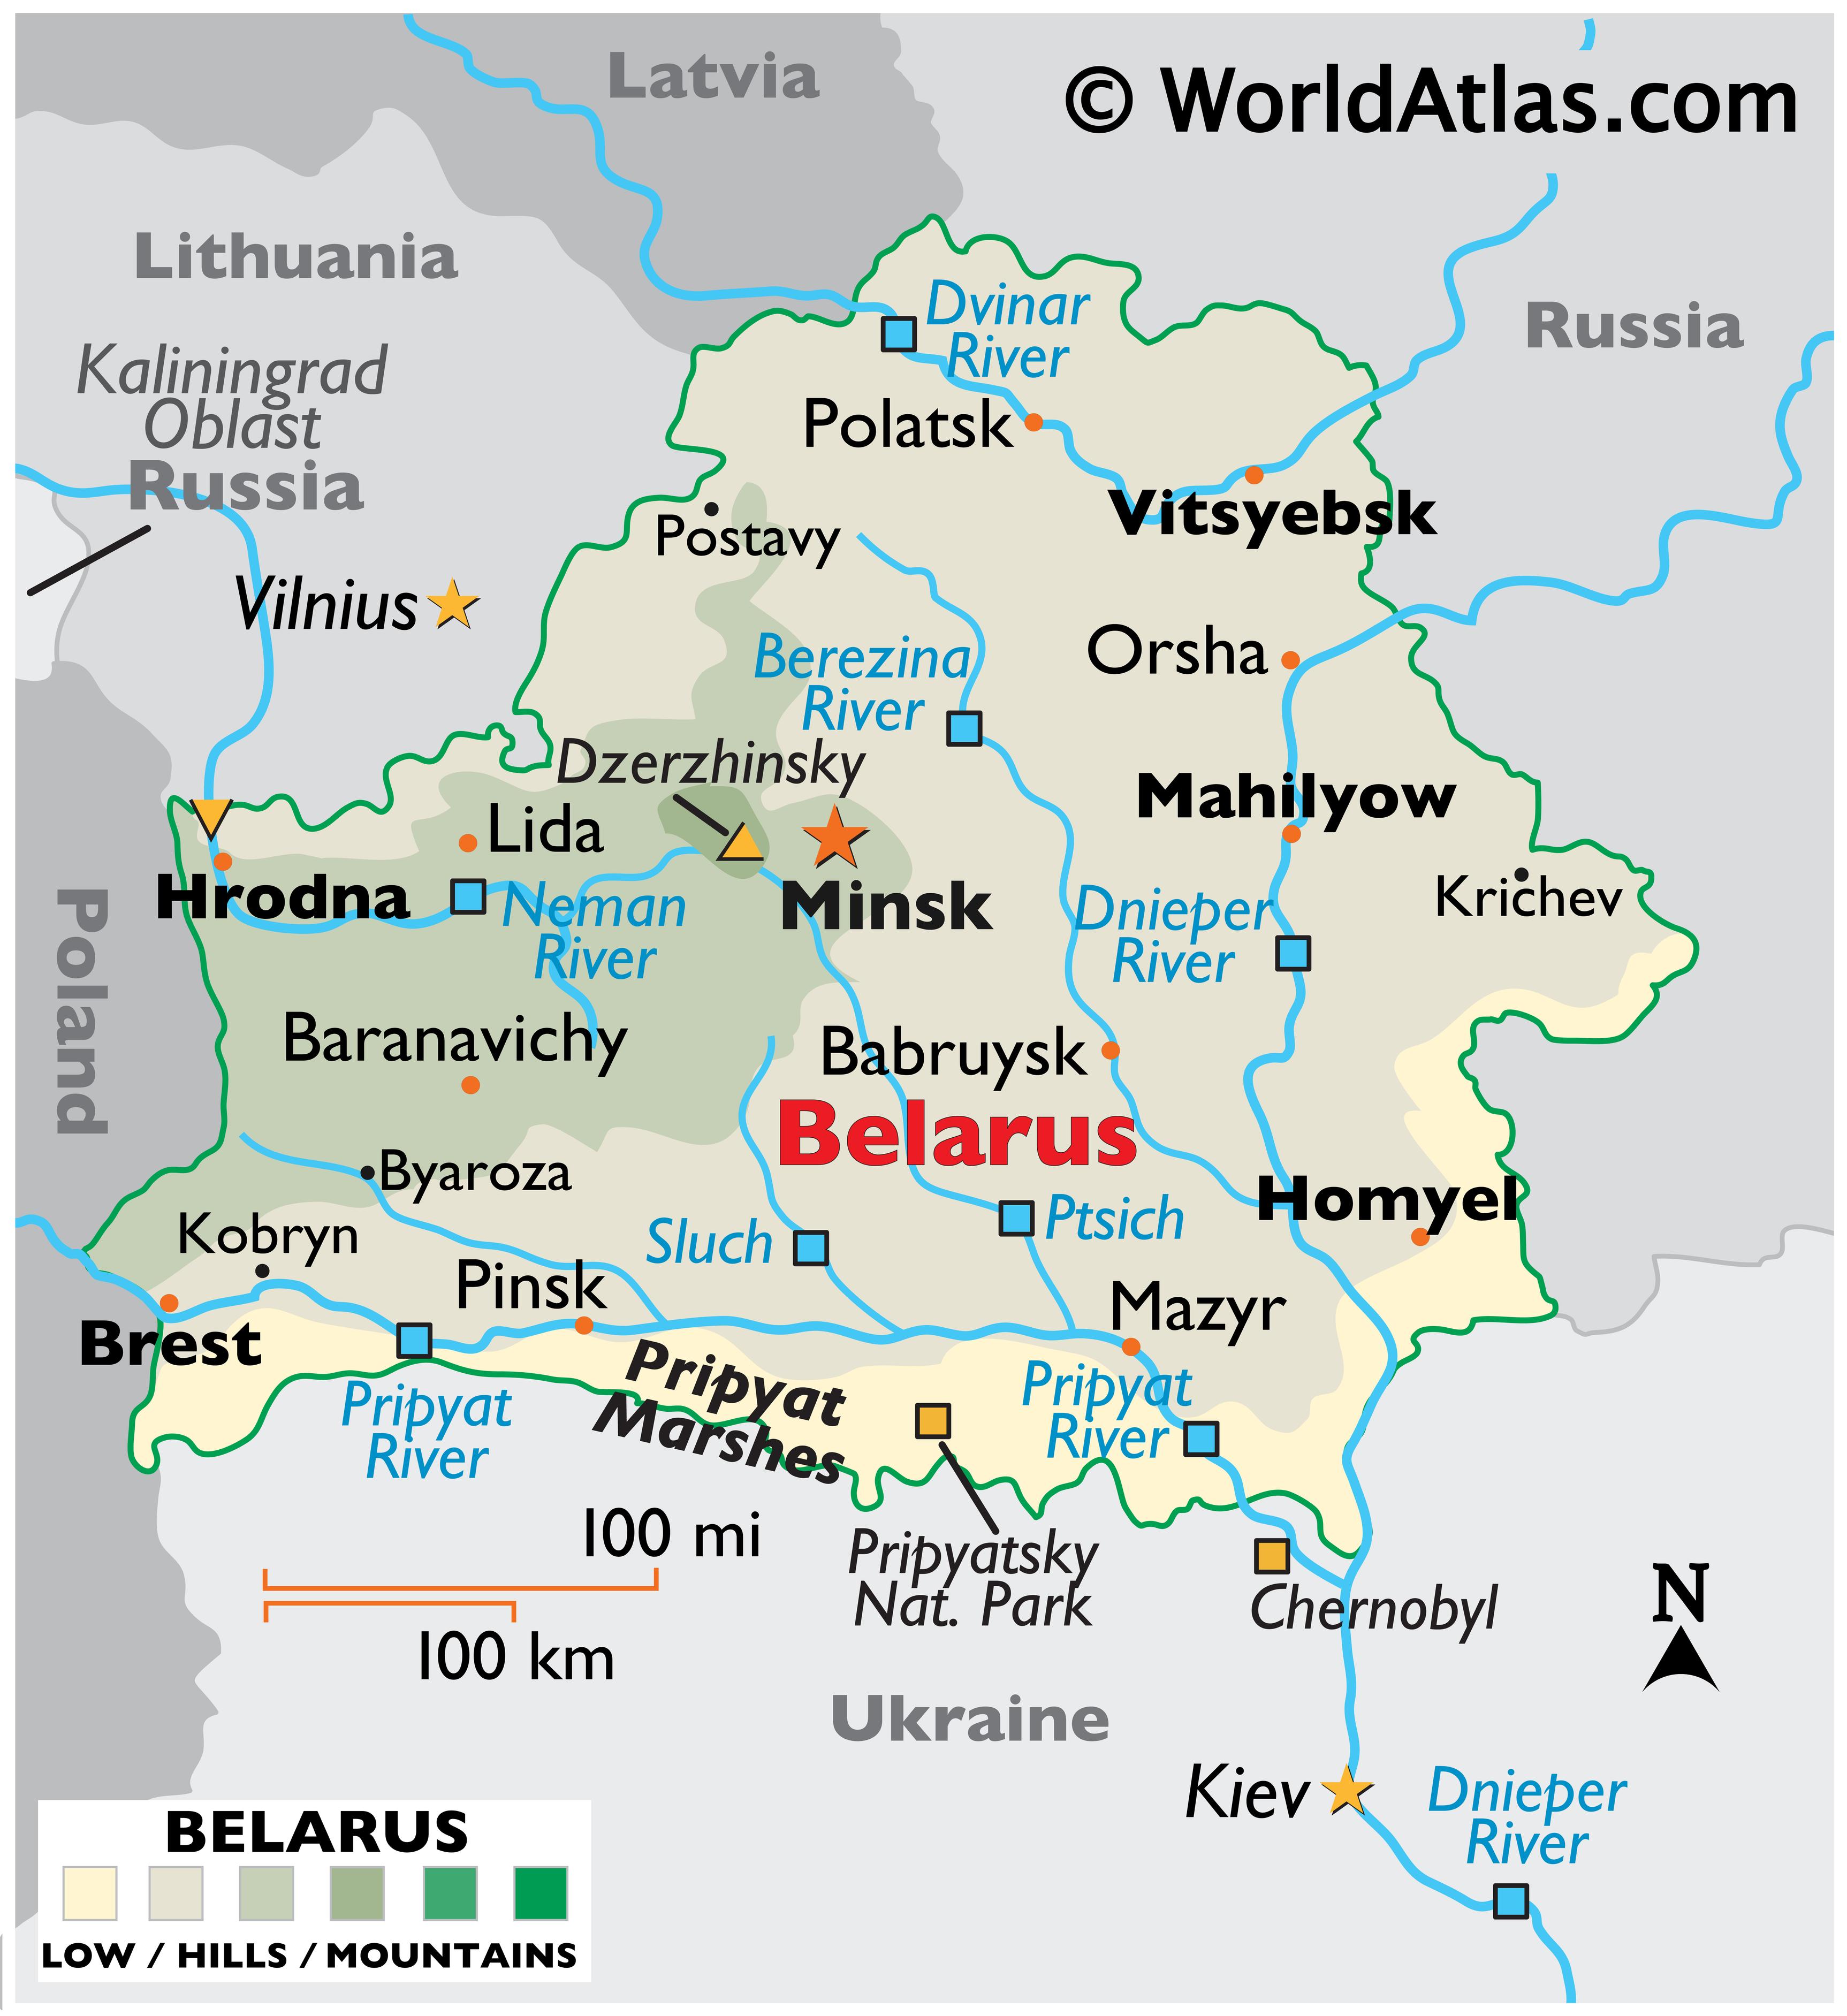 Latvia
© WorldAtlas.com
Lithuania
Dvinar
River
Russia
Kaliningrad
Oblast
Russia
Polatsk
Vitsyebsk
Postavy
Vilnius
Orsha
Berezina
River
Dzerzhinsky
Mahilyow
Lida
Krichev
Hrodna
Neman
River
Minsk
Dnieper
River
Poland
Baranavichy
Babruysk
Belarus
Byaroza
Homyel
Kobryn
Sluch
Ptsich
Pinsk
Mazyr
Brest
Pripyat
River
Pripyat
Marshes
Pripyat
River
100 mi
100 km
Pripyatsky
Nat. Park
Chernobyl
N
Ukraine
Kiev
Dnieper
River
BELARUS
LOW / HILLS / MOUNTAINS